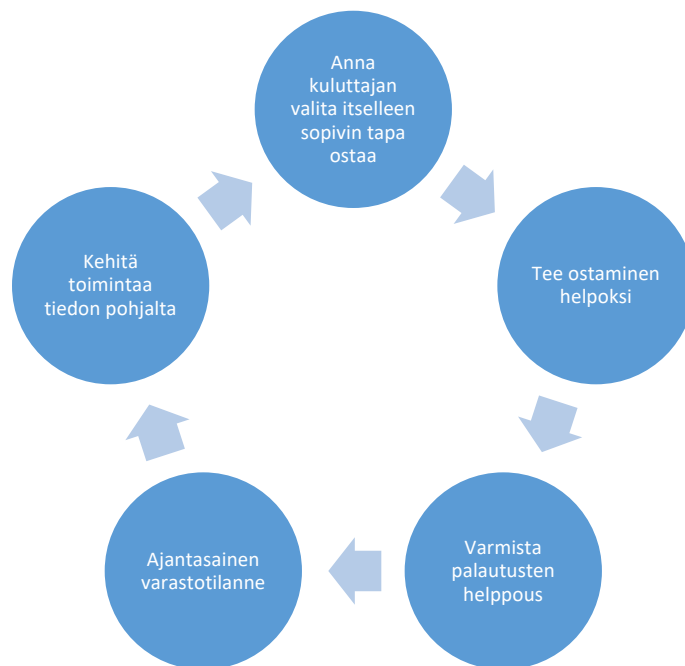 Anna
kuluttajan
valita itselleen
sopivin tapa
ostaa
Tee ostaminen
helpoksi
Varmista
palautusten
helppous
Ajantasainen
varastotilanne
Kehitä
toimintaa
tiedon pohjalta